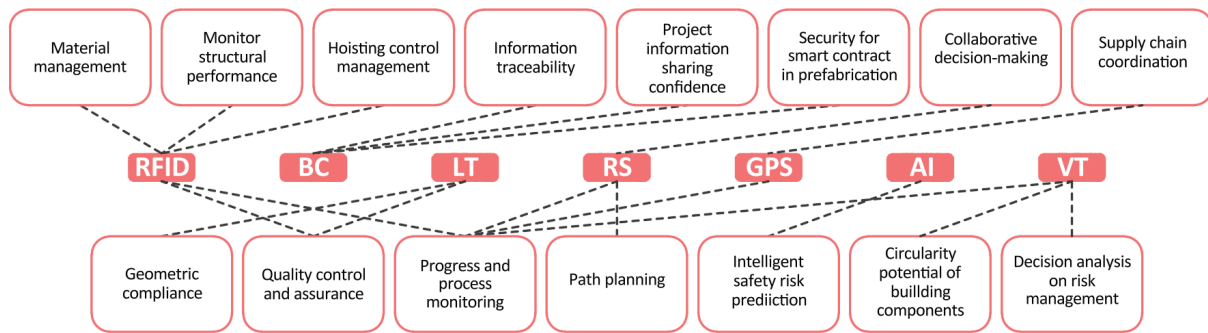 Material
management
Monitor
structural
performance
Hoisting control
management
Information
traceability
Project
information
sharing
confidence
Security for
smart contract
in prefabrication
Collaborative
decision-making
Supply chain
coordination
RFID
BC
LT
RS
GPS
AI
VT
Geometric
compliance
Quality control
and assurance
Progress and
process
monitoring
Path planning
Intelligent
safety risk
prediiction
Circularity
potential of
buillding
components
Decision analysis
on risk
management